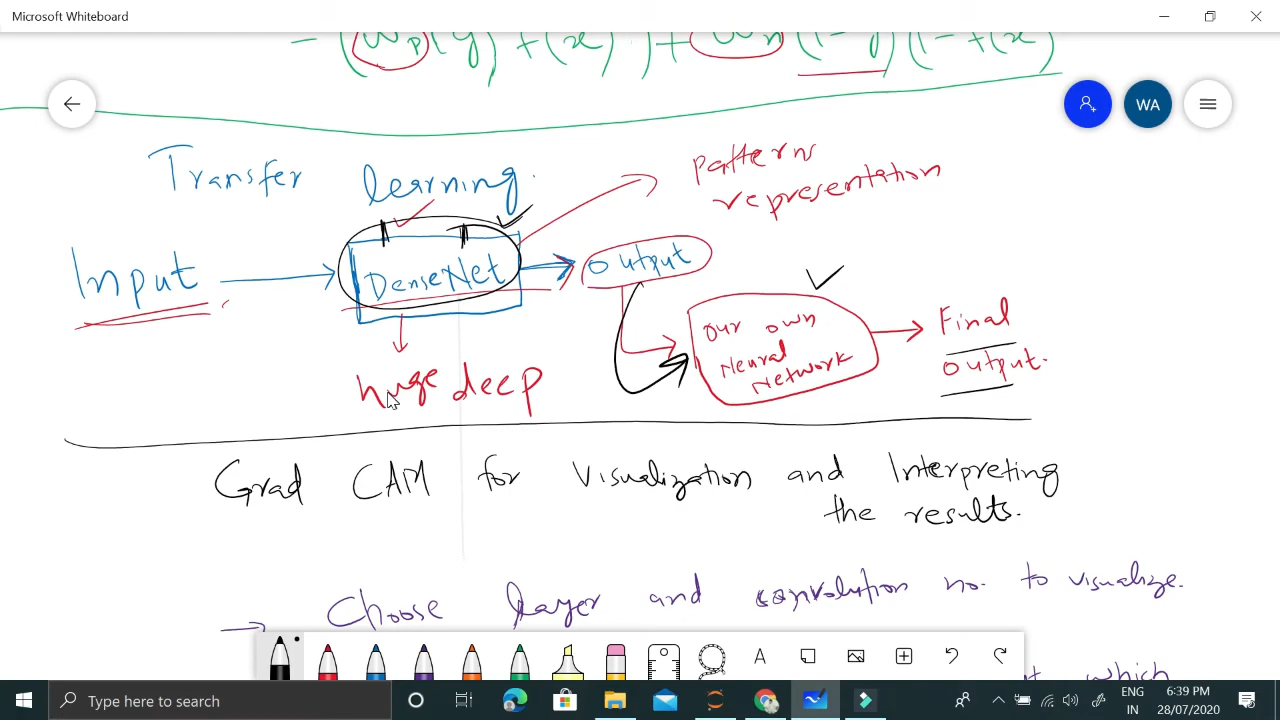 Microsoft Whiteboard
WA
Transfer learning.
patterns
representation
Input
DenseNet
output
our own
Neural
Network
Final
output.
huge deep
Grad CAM for Visualization and Interpreting
the results.
Choose layer and convolution no. to visualize.
which
Type here to search
ENG
IN
6:39 PM
28/07/2020